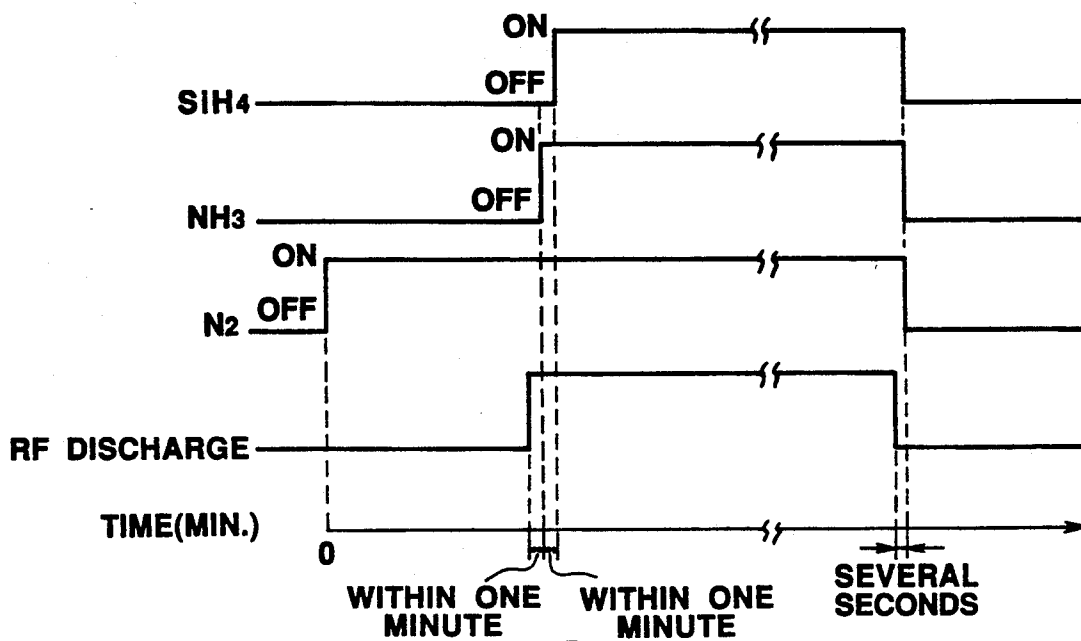 ON
OFF
SiH4
ON
OFF
NH3
ON
OFF
N2
RF DISCHARGE
TIME(MIN.)
0
WITHIN ONE
MINUTE
WITHIN ONE
MINUTE
SEVERAL
SECONDS